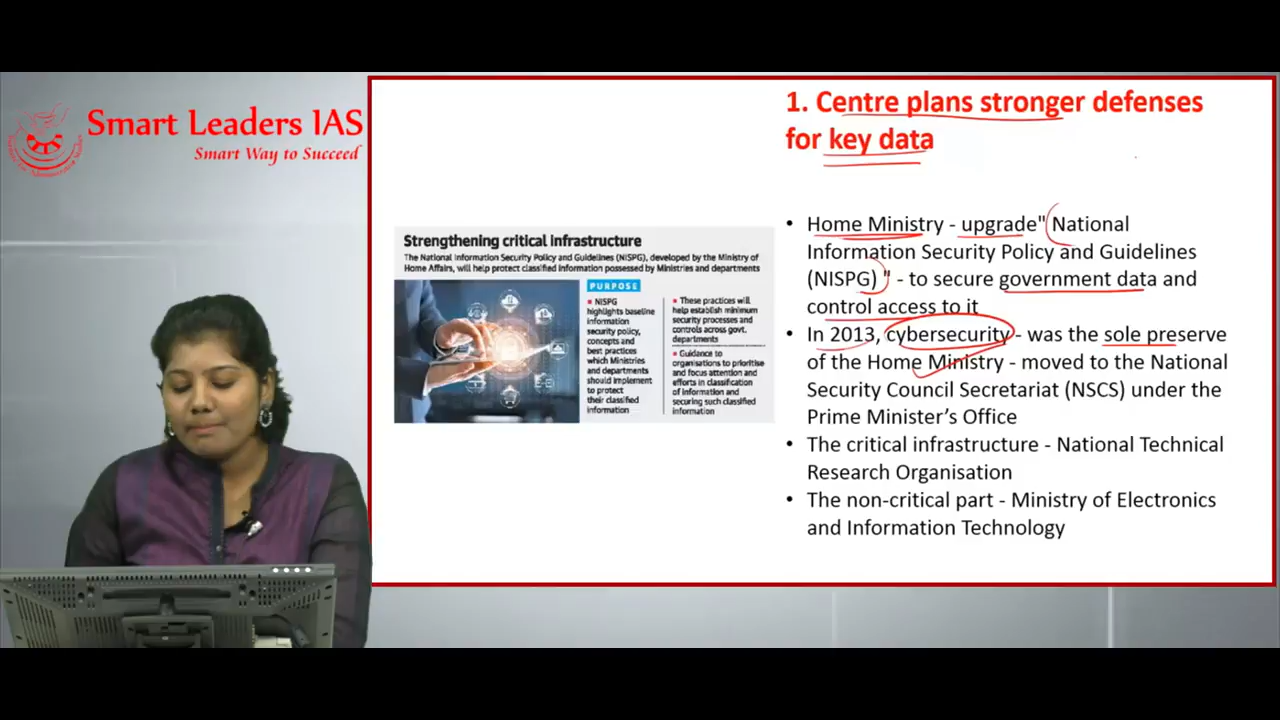 Smart Leaders IAS
Smart Way to Succeed
1. Centre plans stronger defenses
for key data
Strengthening critical infrastructure
The National Information Security Policy and Guidelines (NISPG), developed by the Ministry of
Home Affairs, will help protect classified information possessed by Ministries and departments
PURPOSE
NISPG
highlights baseline
information
security policy,
concepts and
best practices
which Ministries
and departments
should implement
to protect
their classified
information
These practices will
help establish minimum
security processes and
controls across govt.
departments
Guidance to
organisations to prioritise
and focus attention and
efforts in classification
of information and
securing such classified
information
• Home Ministry - upgrade" National
Information Security Policy and Guidelines
(NISPG) " - to secure government data and
control access to it
• In 2013, cybersecurity - was the sole preserve
of the Home Ministry - moved to the National
Security Council Secretariat (NSCS) under the
Prime Minister’s Office
• The critical infrastructure - National Technical
Research Organisation
• The non-critical part - Ministry of Electronics
and Information Technology